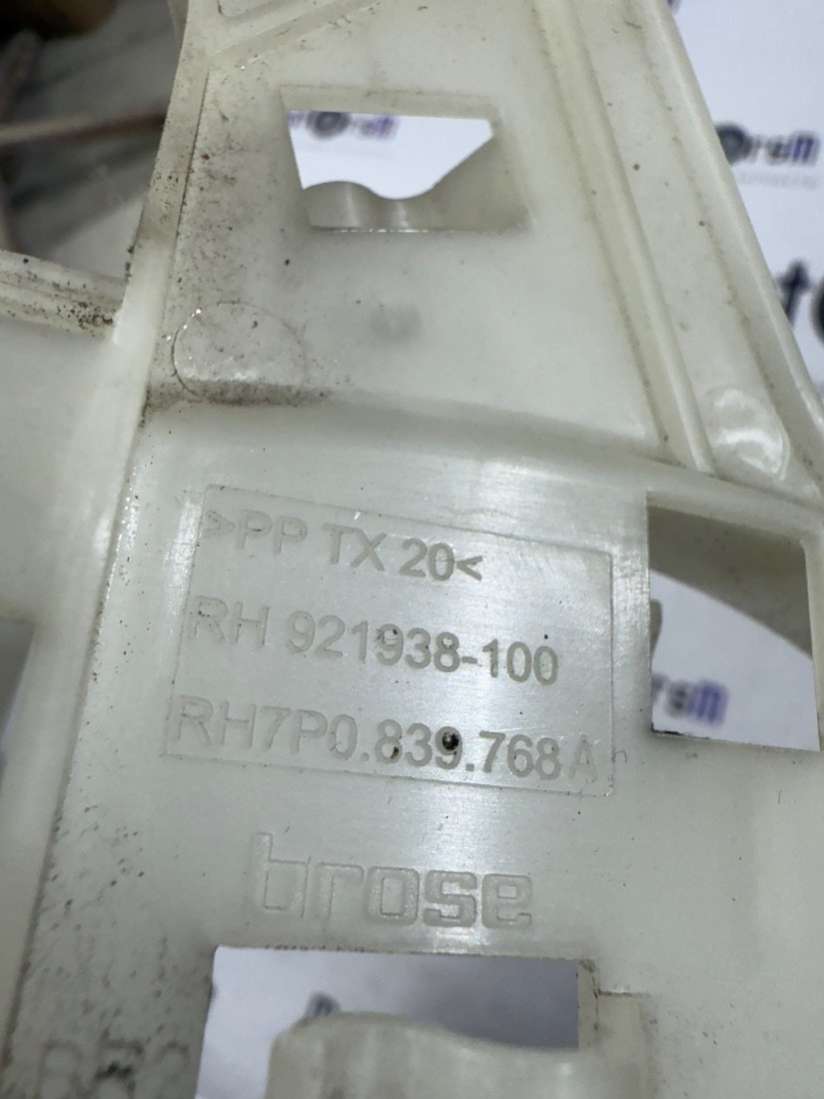 >PP TX 20<
RH 921938-100
RH7P0.839.768A
brose